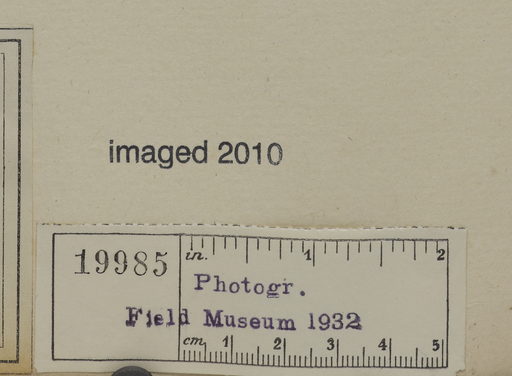 imaged 2010
19985
in. 1 2
Photogr.
Field Museum 1932
cm 1 2 3 4 5